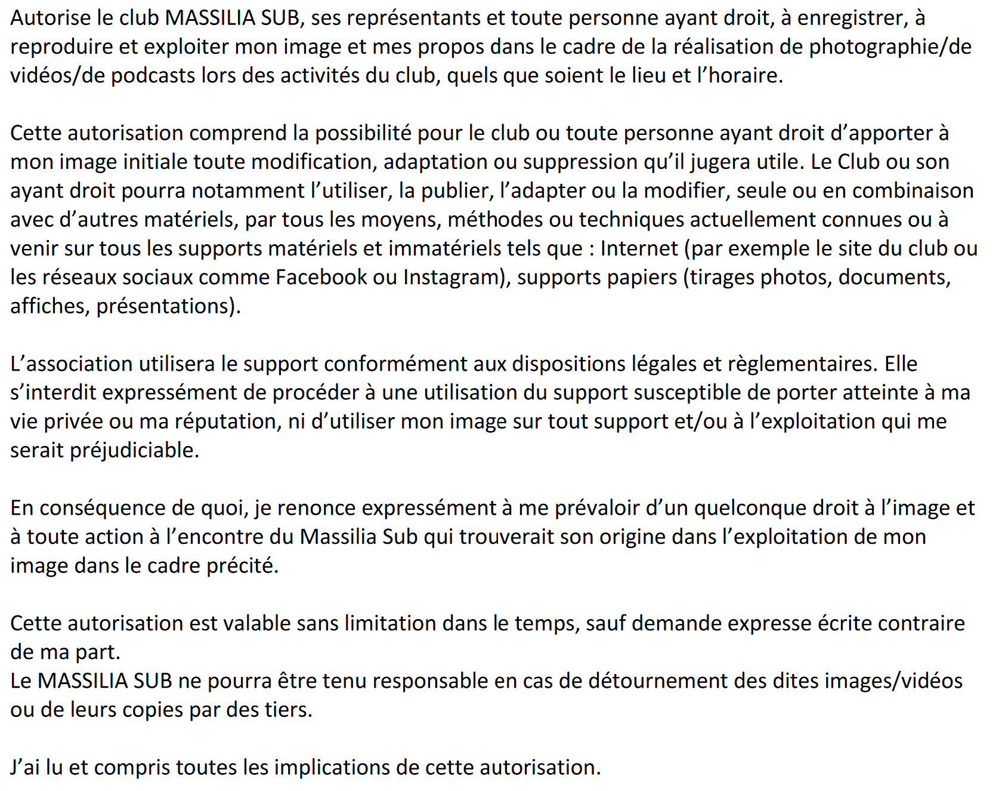 Autorise le club MASSILIA SUB, ses représentants et toute personne ayant droit, à enregistrer, à
reproduire et exploiter mon image et mes propos dans le cadre de la réalisation de photographie/de
vidéos/de podcasts lors des activités du club, quels que soient le lieu et l’horaire.
Cette autorisation comprend la possibilité pour le club ou toute personne ayant droit d’apporter à
mon image initiale toute modification, adaptation ou suppression qu’il jugera utile. Le Club ou son
ayant droit pourra notamment l’utiliser, la publier, l’adapter ou la modifier, seule ou en combinaison
avec d’autres matériels, par tous les moyens, méthodes ou techniques actuellement connues ou à
venir sur tous les supports matériels et immatériels tels que : Internet (par exemple le site du club ou
les réseaux sociaux comme Facebook ou Instagram), supports papiers (tirages photos, documents,
affiches, présentations).
L’association utilisera le support conformément aux dispositions légales et règlementaires. Elle
s’interdit expressément de procéder à une utilisation du support susceptible de porter atteinte à ma
vie privée ou ma réputation, ni d’utiliser mon image sur tout support et/ou à l’exploitation qui me
serait préjudiciable.
En conséquence de quoi, je renonce expressément à me prévaloir d’un quelconque droit à l’image et
à toute action à l’encontre du Massilia Sub qui trouverait son origine dans l’exploitation de mon
image dans le cadre précité.
Cette autorisation est valable sans limitation dans le temps, sauf demande expresse écrite contraire
de ma part.
Le MASSILIA SUB ne pourra être tenu responsable en cas de détournement des dites images/vidéos
ou de leurs copies par des tiers.
J’ai lu et compris toutes les implications de cette autorisation.